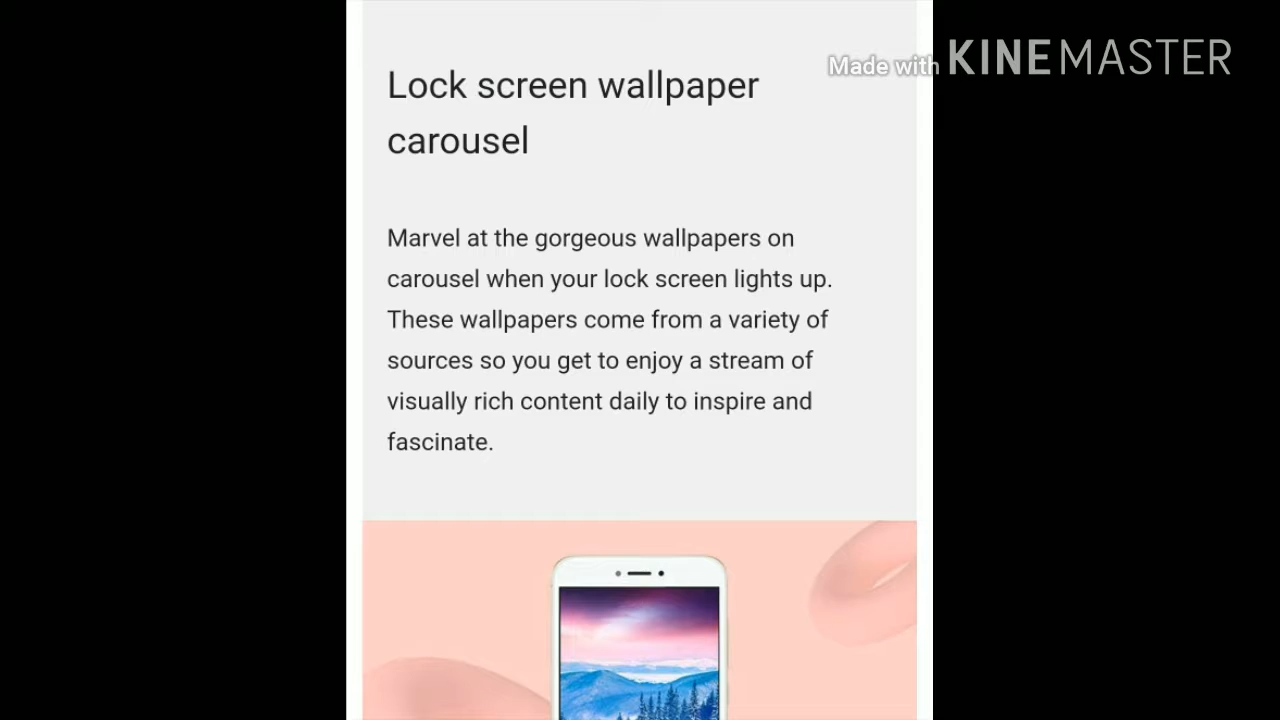 Made with KINEMASTER
Lock screen wallpaper
carousel
Marvel at the gorgeous wallpapers on
carousel when your lock screen lights up.
These wallpapers come from a variety of
sources so you get to enjoy a stream of
visually rich content daily to inspire and
fascinate.